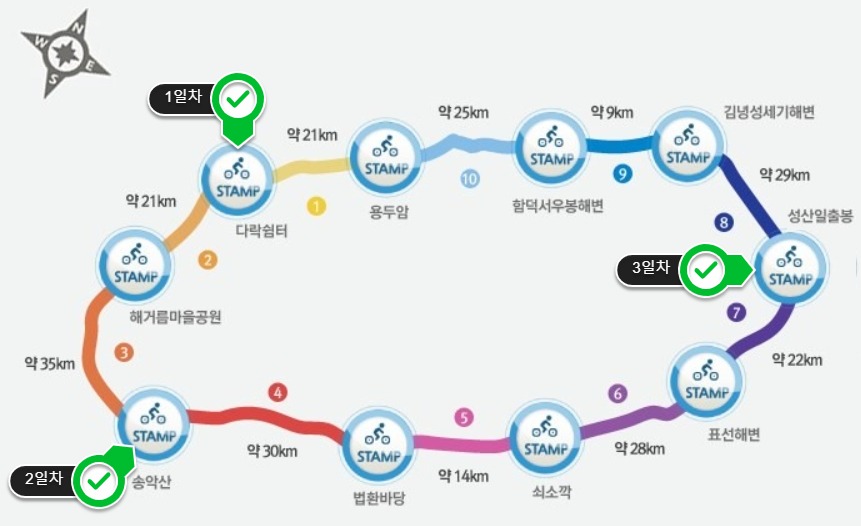 N
W
E
S
1일차
약 21km
약 25km
약 9km
김녕성세기해변
STAMP
STAMP
STAMP
STAMP
1
10
9
용두암
함덕서우봉해변
약 29km
약 21km
다락쉼터
2
8
성산일출봉
3일차
STAMP
STAMP
해거름마을공원
7
3
약 35km
약 22km
4
6
5
STAMP
STAMP
STAMP
STAMP
표선해변
약 30km
약 28km
약 14km
2일차
송악산
법환바당
쇠소깍